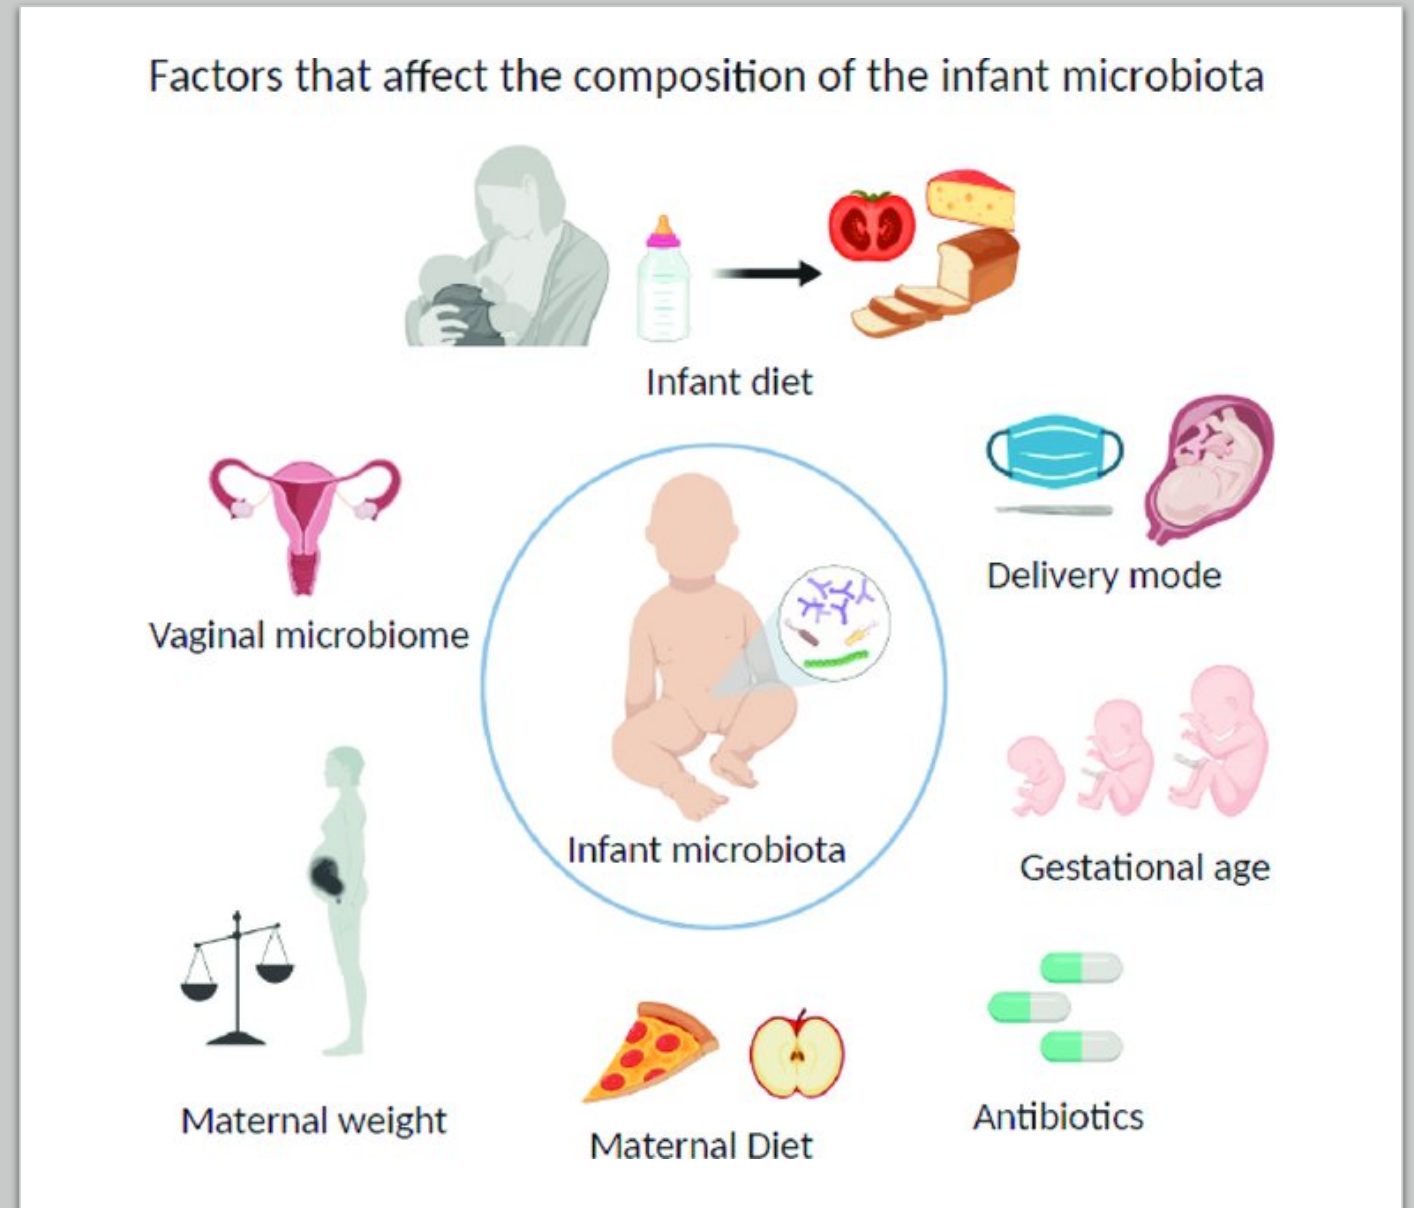 Factors that affect the composition of the infant microbiota
Infant diet
Delivery mode
Vaginal microbiome
Infant microbiota
Gestational age
Maternal weight
Maternal Diet
Antibiotics